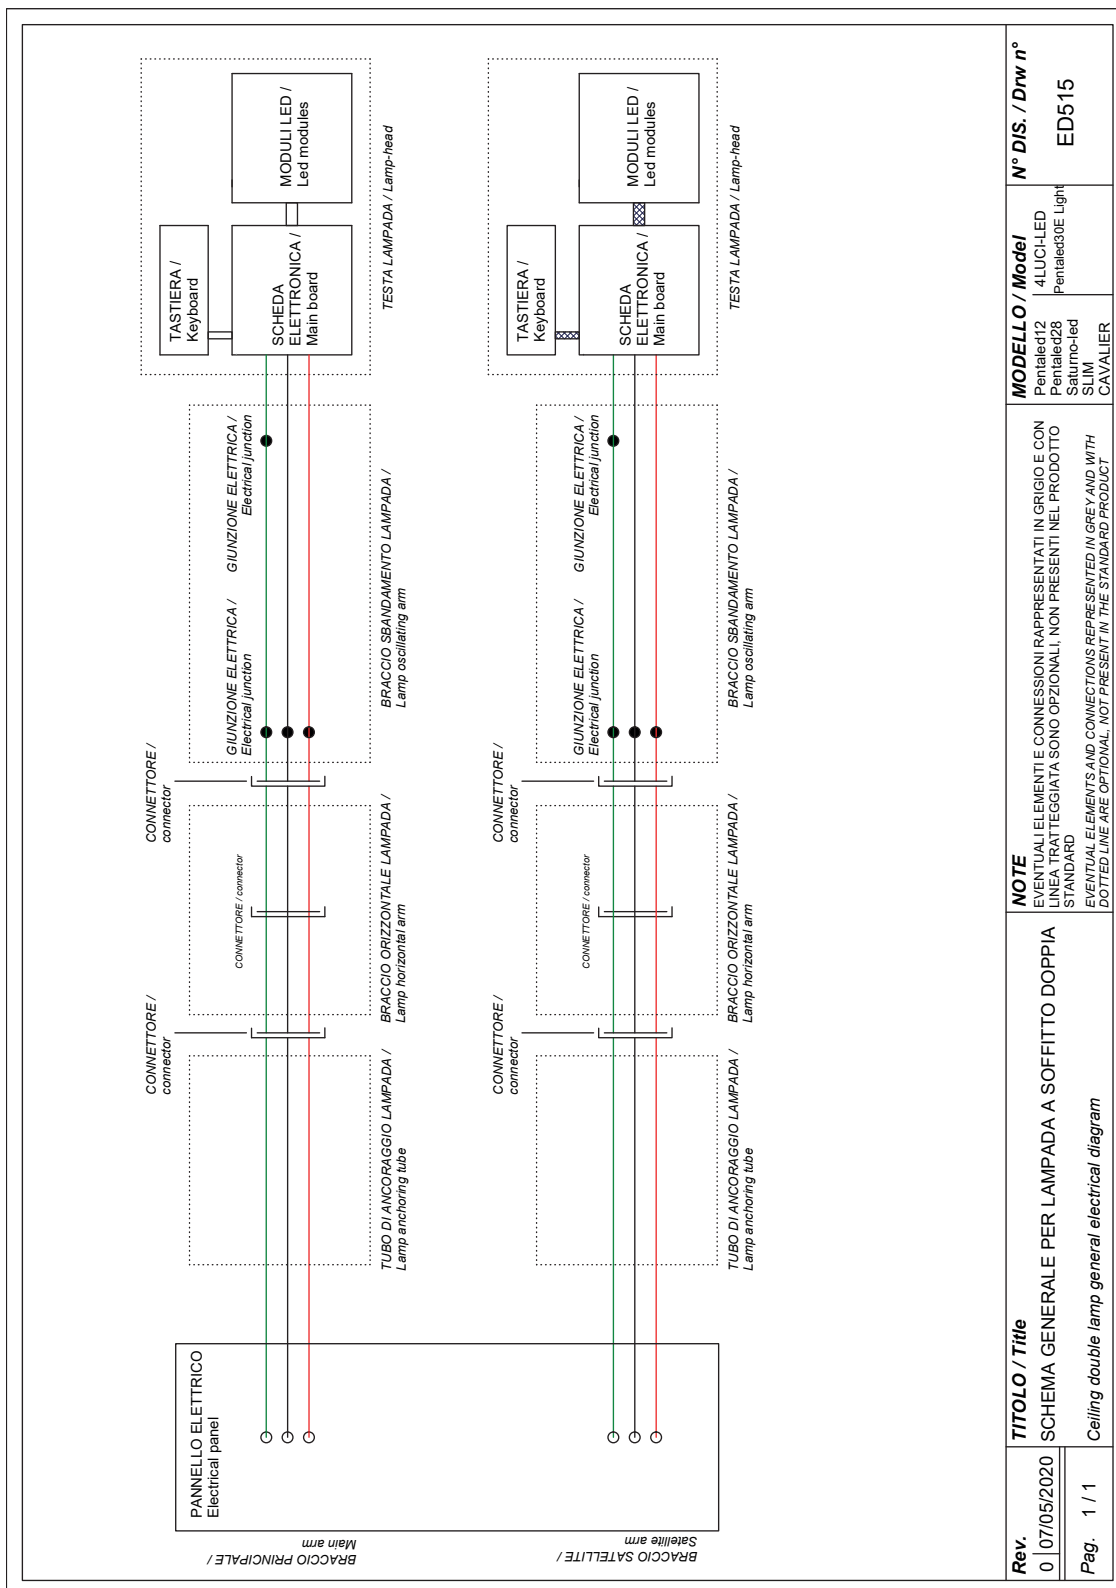 BRACCIO PRINCIPALE /
Main arm
PANNELLO ELETTRICO
Electrical panel
TUBO DI ANCORAGGIO LAMPADA /
Lamp anchoring tube
CONNETTORE /
connector
CONNETTORE / connector
BRACCIO ORIZZONTALE LAMPADA /
Lamp horizontal arm
CONNETTORE /
connector
GIUNZIONE ELETTRICA /
Electrical junction
GIUNZIONE ELETTRICA /
Electrical junction
BRACCIO SBANDAMENTO LAMPADA /
Lamp oscillating arm
TASTIERA /
Keyboard
SCHEDA
ELETTRONICA /
Main board
MODULI LED /
Led modules
TESTA LAMPADA / Lamp-head
BRACCIO SATELLITE /
Satellite arm
TUBO DI ANCORAGGIO LAMPADA /
Lamp anchoring tube
CONNETTORE /
connector
CONNETTORE / connector
BRACCIO ORIZZONTALE LAMPADA /
Lamp horizontal arm
CONNETTORE /
connector
GIUNZIONE ELETTRICA /
Electrical junction
GIUNZIONE ELETTRICA /
Electrical junction
BRACCIO SBANDAMENTO LAMPADA /
Lamp oscillating arm
TASTIERA /
Keyboard
SCHEDA
ELETTRONICA /
Main board
MODULI LED /
Led modules
TESTA LAMPADA / Lamp-head
Rev.
0 07/05/2020
Pag. 1 / 1
TITOLO / Title
SCHEMA GENERALE PER LAMPADA A SOFFITTO DOPPIA
Ceiling double lamp general electrical diagram
NOTE
EVENTUALI ELEMENTI E CONNESSIONI RAPPRESENTATI IN GRIGIO E CON
LINEA TRATTEGGIATA SONO OPZIONALI, NON PRESENTI NEL PRODOTTO
STANDARD
EVENTUAL ELEMENTS AND CONNECTIONS REPRESENTED IN GREY AND WITH
DOTTED LINE ARE OPTIONAL, NOT PRESENT IN THE STANDARD PRODUCT
MODELLO / Model
Pentaled12
Pentaled28
Saturno-led
SLIM
CAVALIER
4LUCI-LED
Pentaled30E Light
N° DIS. / Drw n°
ED515